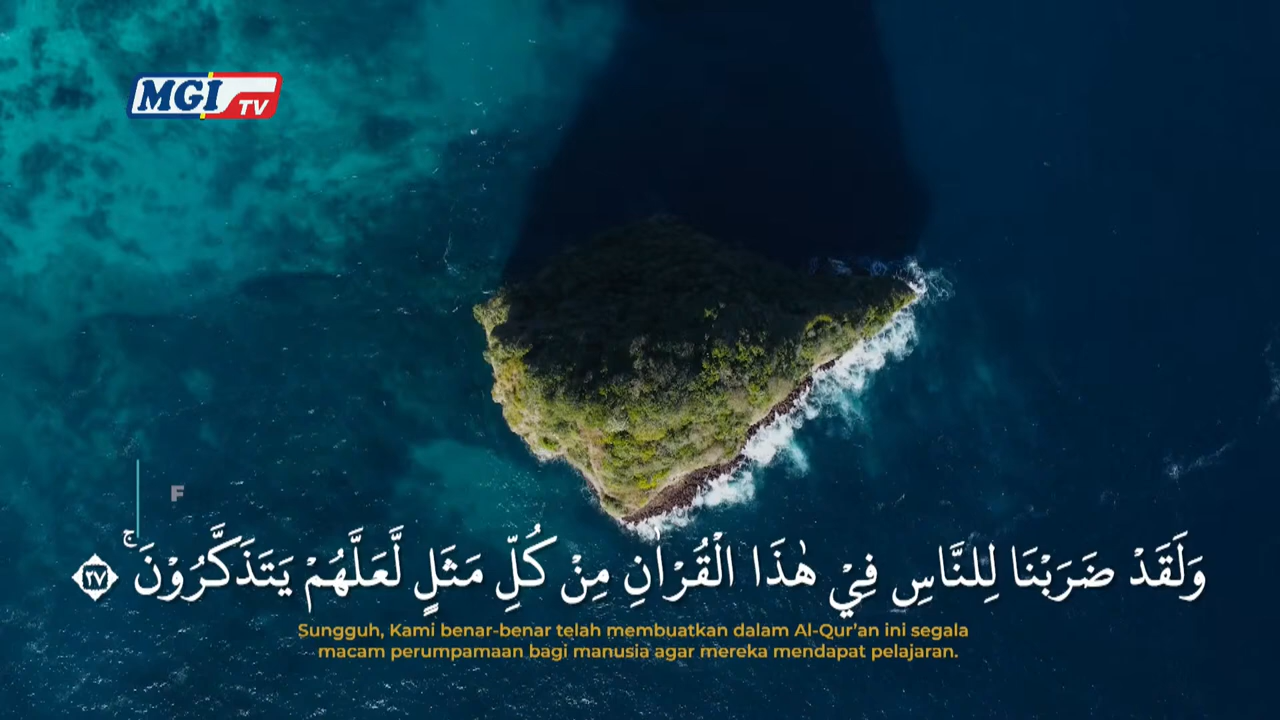 MGI TV
F
وَلَقَدْ ضَرَبْنَا لِلنَّاسِ فِيْ هٰذَا الْقُرْاٰنِ مِنْ كُلِّ مَثَلٍ لَّعَلَّهُمْ يَتَذَكَّرُوْنَۚ ٢٧
Sungguh, Kami benar-benar telah membuatkan dalam Al-Qur’an ini segala
macam perumpamaan bagi manusia agar mereka mendapat pelajaran.